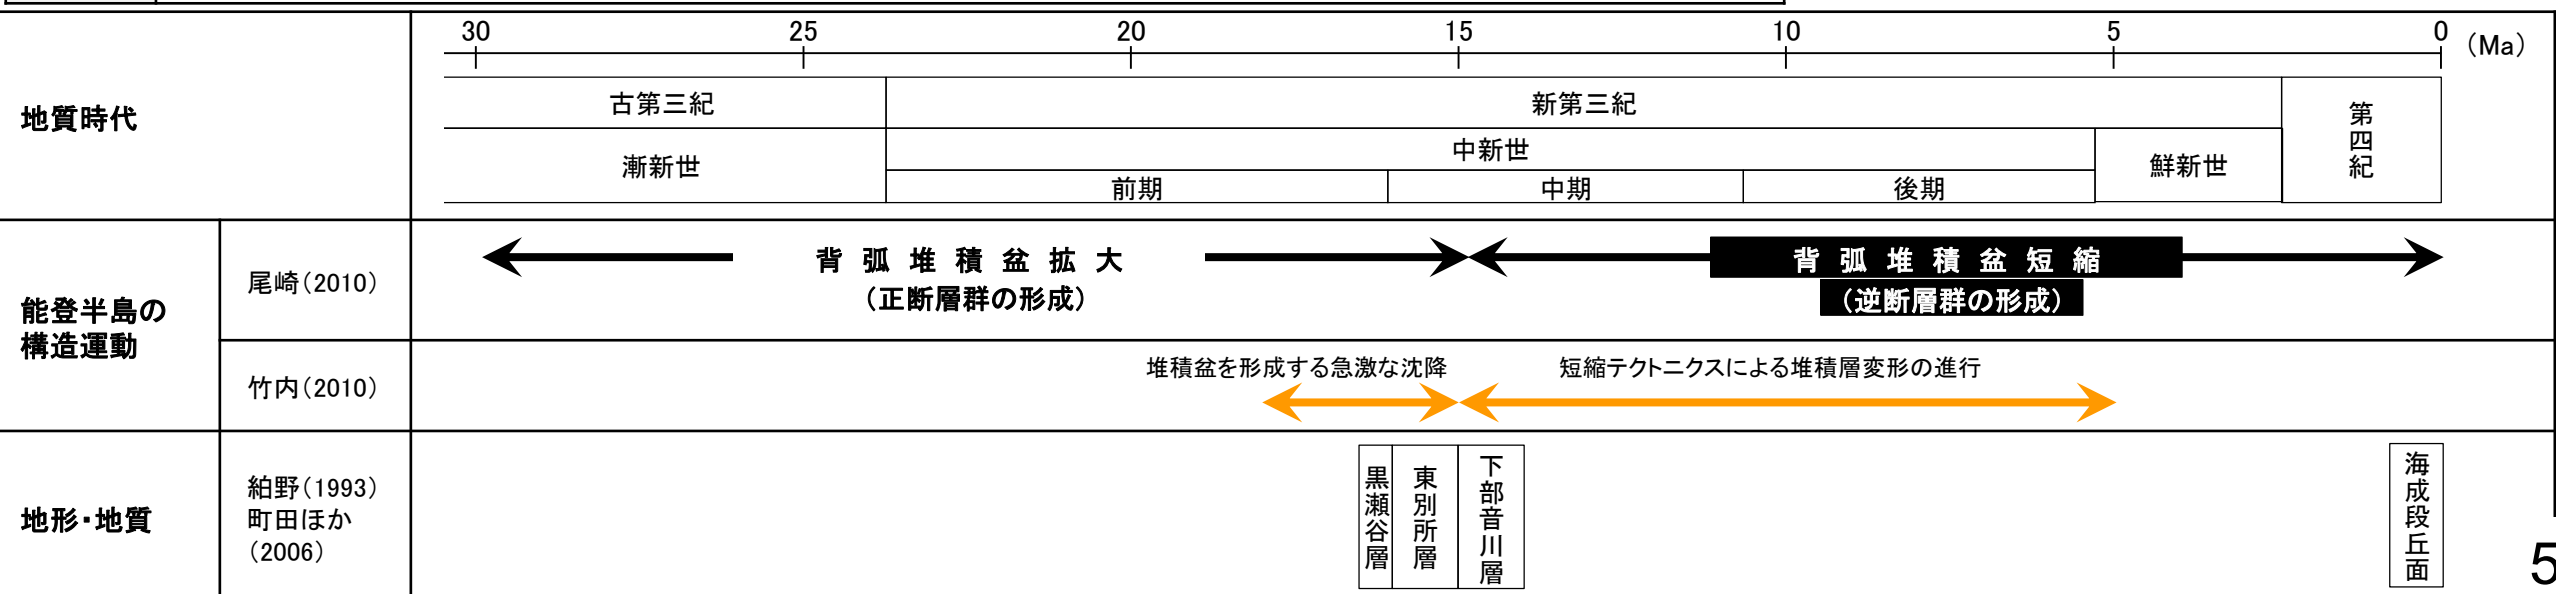 30 25 20 15 10 5 0 (Ma)
地質時代
古第三紀 新第三紀 第四紀
漸新世 中新世 鮮新世
前期 中期 後期
能登半島の
構造運動
尾崎(2010)
背弧堆積盆拡大
(正断層群の形成)
背弧堆積盆短縮
(逆断層群の形成)
竹内(2010)
堆積盆を形成する急激な沈降
短縮テクトニクスによる堆積層変形の進行
地形・地質
絈野(1993)
町田ほか
(2006)
黒瀬谷層
東別所層
下部音川層
海成段丘面
5